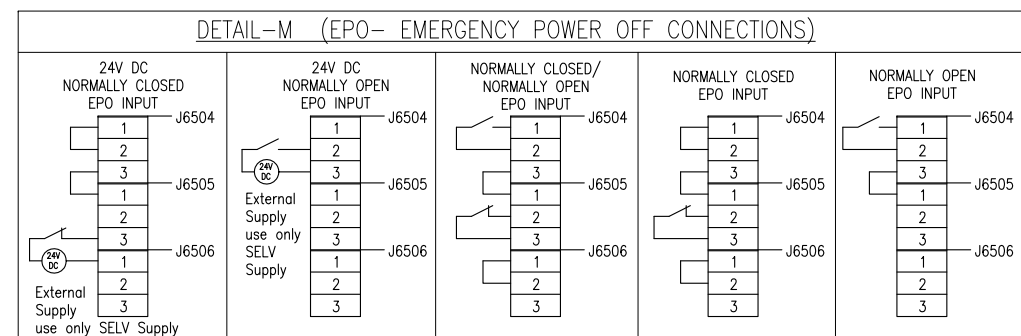 DETAIL-M (EPO- EMERGENCY POWER OFF CONNECTIONS)
24V DC
NORMALLY CLOSED
EPO INPUT
J6504
1
2
3
J6505
1
2
3
J6506
1
2
3
24V
DC
External
Supply
use only SELV Supply
24V DC
NORMALLY OPEN
EPO INPUT
J6504
1
2
3
24V
DC
J6505
1
2
3
J6506
1
2
3
External
Supply
use only
SELV
Supply
NORMALLY CLOSED/
NORMALLY OPEN
EPO INPUT
J6504
1
2
3
J6505
1
2
3
J6506
1
2
3
NORMALLY CLOSED
EPO INPUT
J6504
1
2
3
J6505
1
2
3
J6506
1
2
3
NORMALLY OPEN
EPO INPUT
J6504
1
2
3
J6505
1
2
3
J6506
1
2
3